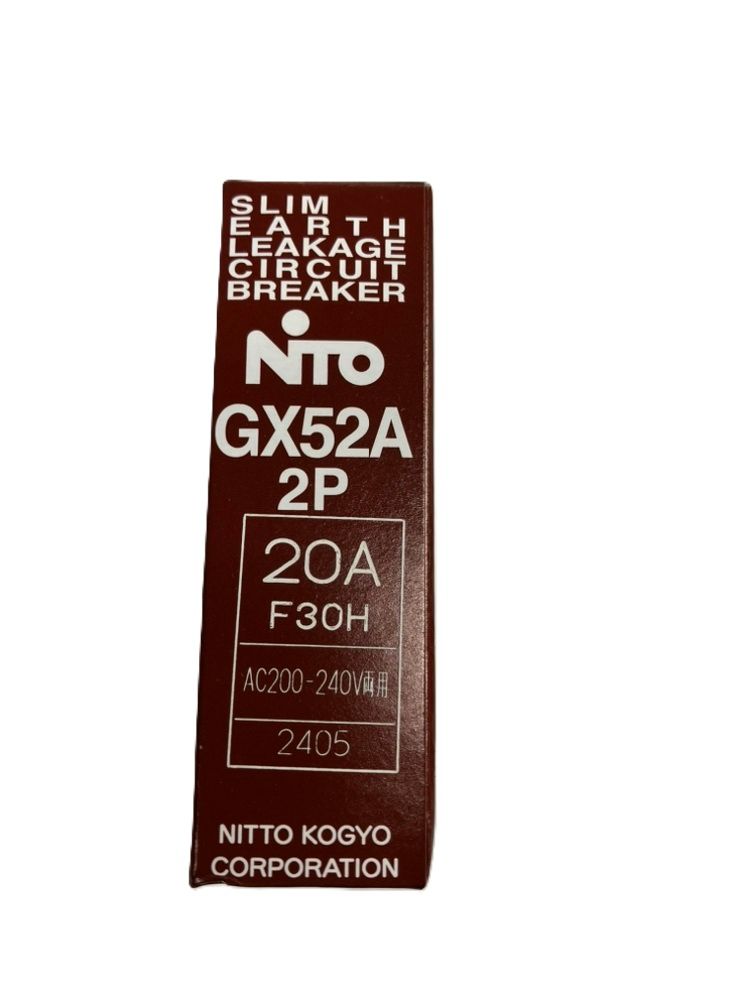 SLIM
EARTH
LEAKAGE
CIRCUIT
BREAKER
NITO
GX52A
2P
20A
F30H
AC200-240V両用
2405
NITTO KOGYO
CORPORATION